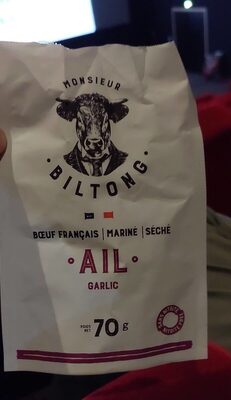 MONSIEUR
· BILTONG ·
BŒUF FRANÇAIS | MARINÉ | SÉCHÉ
· AIL ·
GARLIC
POIDS NET 70 g